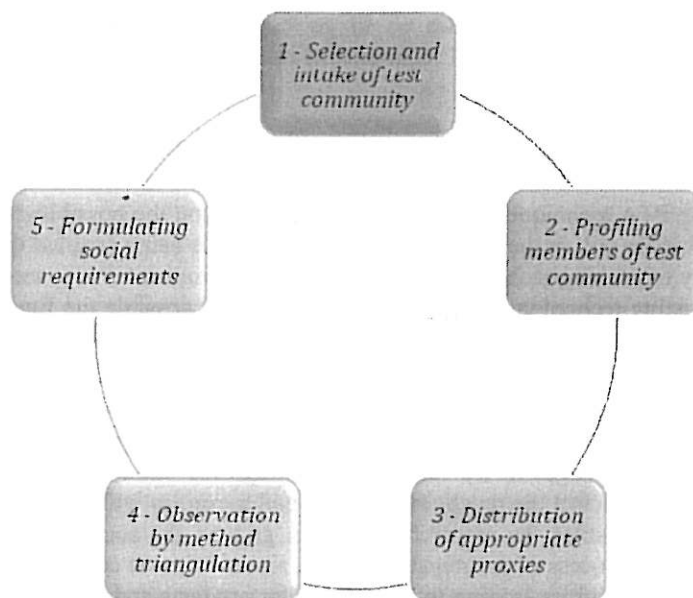 1 - Selection and
intake of test
community
2 - Profiling
members of test
community
3 - Distribution
of appropriate
proxies
4 - Observation
by method
triangulation
5 - Formulating
social
requirements